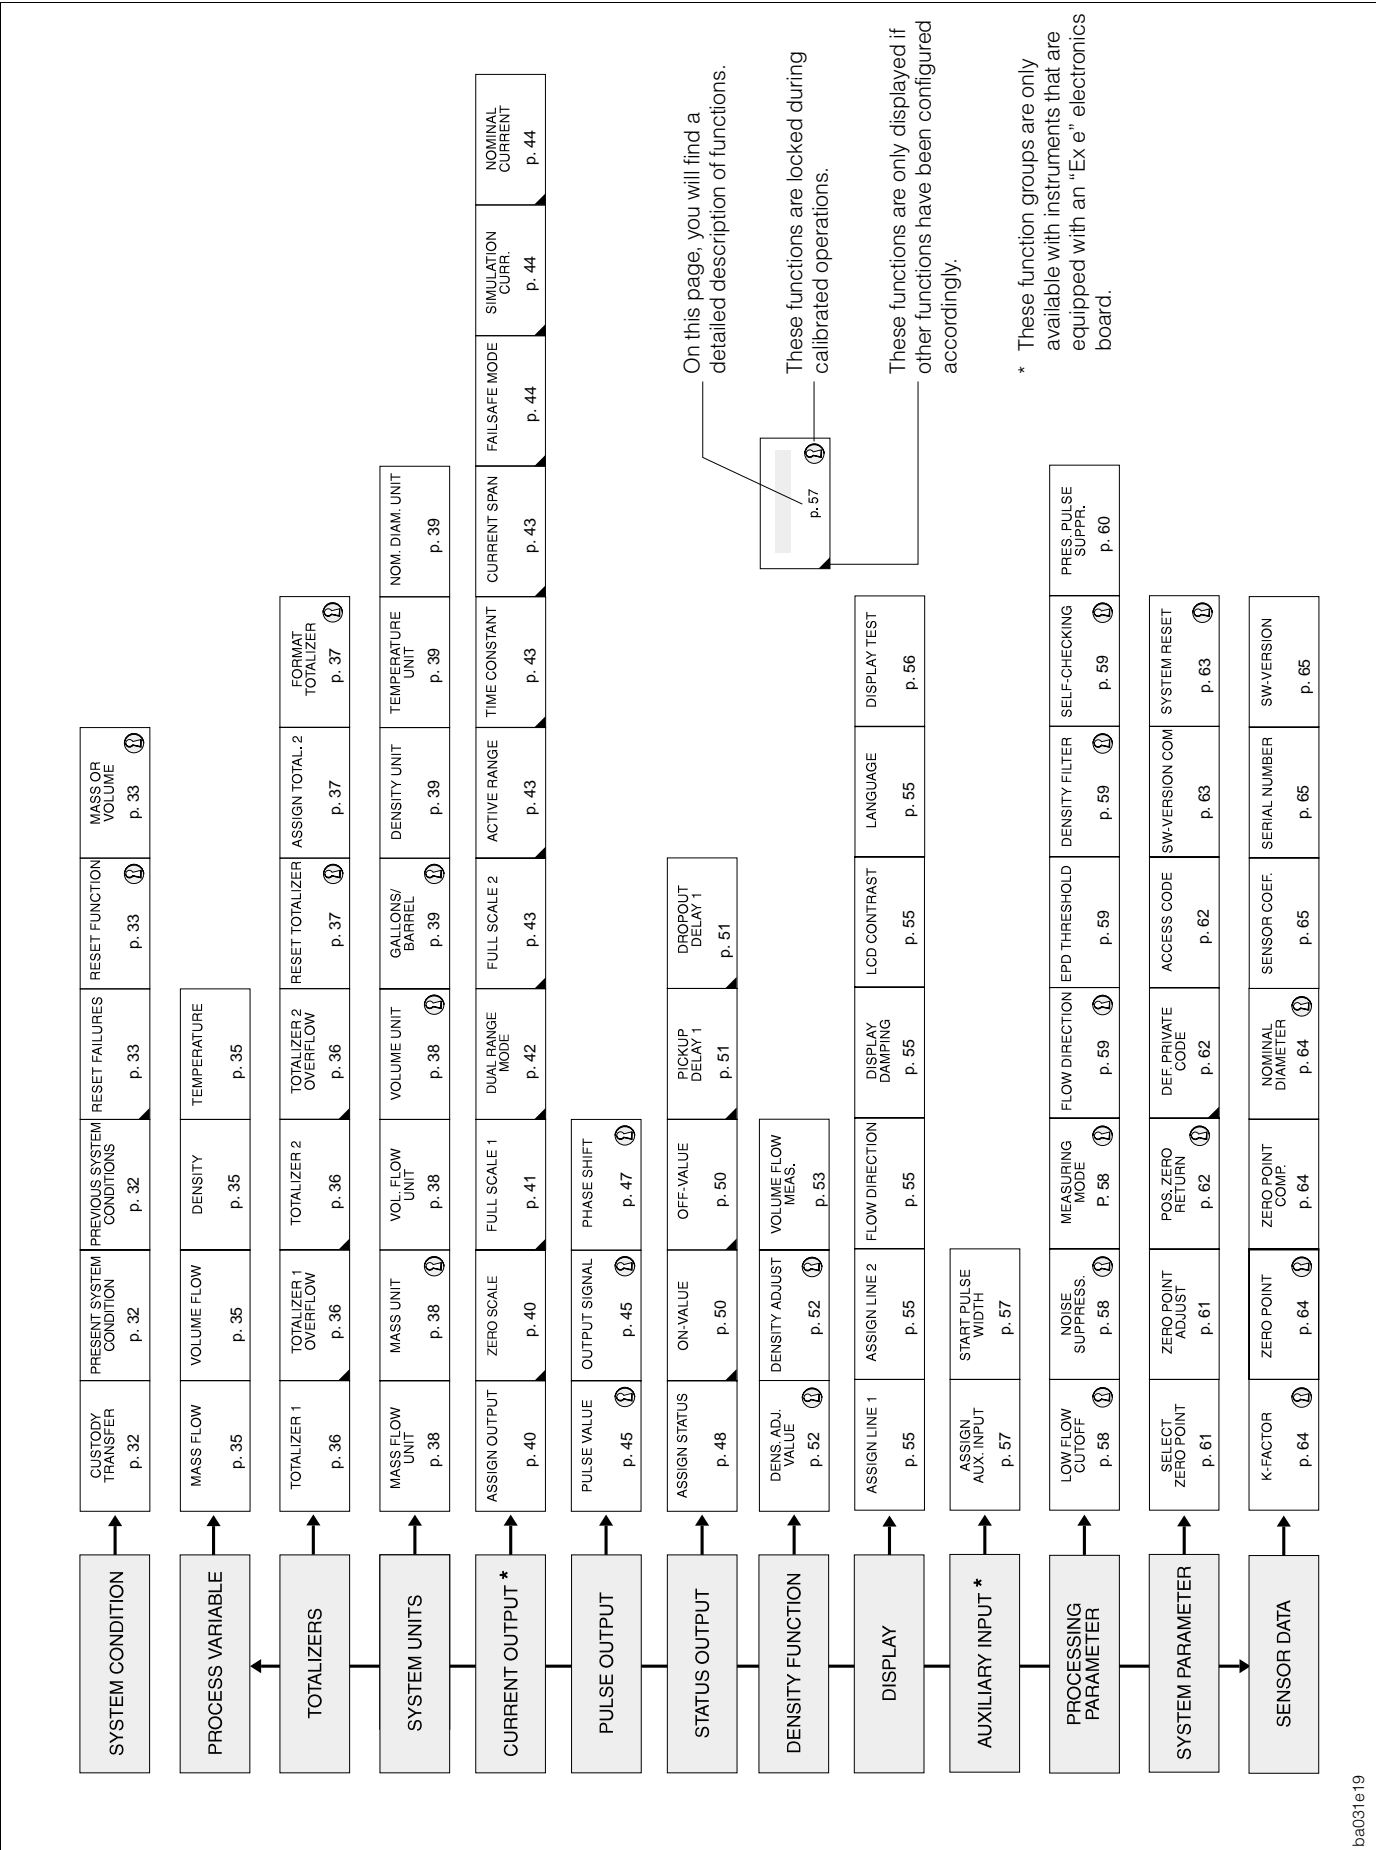 SYSTEM CONDITION
CUSTODY
TRANSFER
p. 32
PRESENT SYSTEM
CONDITION
p. 32
PREVIOUS SYSTEM
CONDITIONS
p. 32
RESET FAILURES
p. 33
RESET FUNCTION
p. 33
MASS OR
VOLUME
p. 33
PROCESS VARIABLE
MASS FLOW
p. 35
VOLUME FLOW
p. 35
DENSITY
p. 35
TEMPERATURE
p. 35
TOTALIZERS
TOTALIZER 1
p. 36
TOTALIZER 1
OVERFLOW
p. 36
TOTALIZER 2
p. 36
TOTALIZER 2
OVERFLOW
p. 36
RESET TOTALIZER
p. 37
ASSIGN TOTAL. 2
p. 37
FORMAT
TOTALIZER
p. 37
SYSTEM UNITS
MASS FLOW
UNIT
p. 38
MASS UNIT
p. 38
VOL. FLOW
UNIT
p. 38
VOLUME UNIT
p. 38
GALLONS/
BARREL
p. 39
DENSITY UNIT
p. 39
TEMPERATURE
UNIT
p. 39
NOM. DIAM. UNIT
p. 39
CURRENT OUTPUT *
ASSIGN OUTPUT
p. 40
ZERO SCALE
p. 40
FULL SCALE 1
p. 41
DUAL RANGE
MODE
p. 42
FULL SCALE 2
p. 43
ACTIVE RANGE
p. 43
TIME CONSTANT
p. 43
CURRENT SPAN
p. 43
FAILSAFE MODE
p. 44
SIMULATION
CURR.
p. 44
NOMINAL
CURRENT
p. 44
PULSE OUTPUT
PULSE VALUE
p. 45
OUTPUT SIGNAL
p. 45
PHASE SHIFT
p. 47
STATUS OUTPUT
ASSIGN STATUS
p. 48
ON-VALUE
p. 50
OFF-VALUE
p. 50
PICKUP
DELAY 1
p. 51
DROPOUT
DELAY 1
p. 51
DENSITY FUNCTION
DENS. ADJ.
VALUE
p. 52
DENSITY ADJUST
p. 52
VOLUME FLOW
MEAS.
p. 53
DISPLAY
ASSIGN LINE 1
p. 55
ASSIGN LINE 2
p. 55
FLOW DIRECTION
p. 55
DISPLAY
DAMPING
p. 55
LCD CONTRAST
p. 55
LANGUAGE
p. 55
DISPLAY TEST
p. 56
AUXILIARY INPUT *
ASSIGN
AUX. INPUT
p. 57
START PULSE
WIDTH
p. 57
PROCESSING
PARAMETER
LOW FLOW
CUTOFF
p. 58
NOISE
SUPPRESS.
p. 58
MEASURING
MODE
P. 58
FLOW DIRECTION
p. 59
EPD THRESHOLD
p. 59
DENSITY FILTER
p. 59
SELF-CHECKING
p. 59
PRES. PULSE
SUPPR.
p. 60
SYSTEM PARAMETER
SELECT
ZERO POINT
p. 61
ZERO POINT
ADJUST
p. 61
POS. ZERO
RETURN
p. 62
DEF. PRIVATE
CODE
p. 62
ACCESS CODE
p. 62
SW-VERSION COM
p. 63
SYSTEM RESET
p. 63
SENSOR DATA
K-FACTOR
p. 64
ZERO POINT
p. 64
ZERO POINT
COMP.
p. 64
NOMINAL
DIAMETER
p. 64
SENSOR COEF.
p. 65
SERIAL NUMBER
p. 65
SW-VERSION
p. 65
p. 57
On this page, you will find a
detailed description of functions.
These functions are locked during
calibrated operations.
These functions are only displayed if
other functions have been configured
accordingly.
* These function groups are only
available with instruments that are
equipped with an “Ex e” electronics
board.
ba031e19